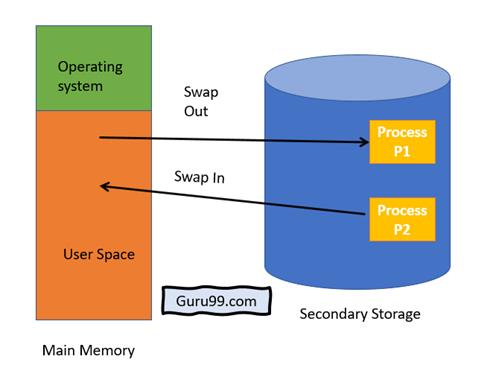 Operating
system
Swap
Out
Process
P1
Swap In
Process
P2
User Space
Guru99.com
Secondary Storage
Main Memory